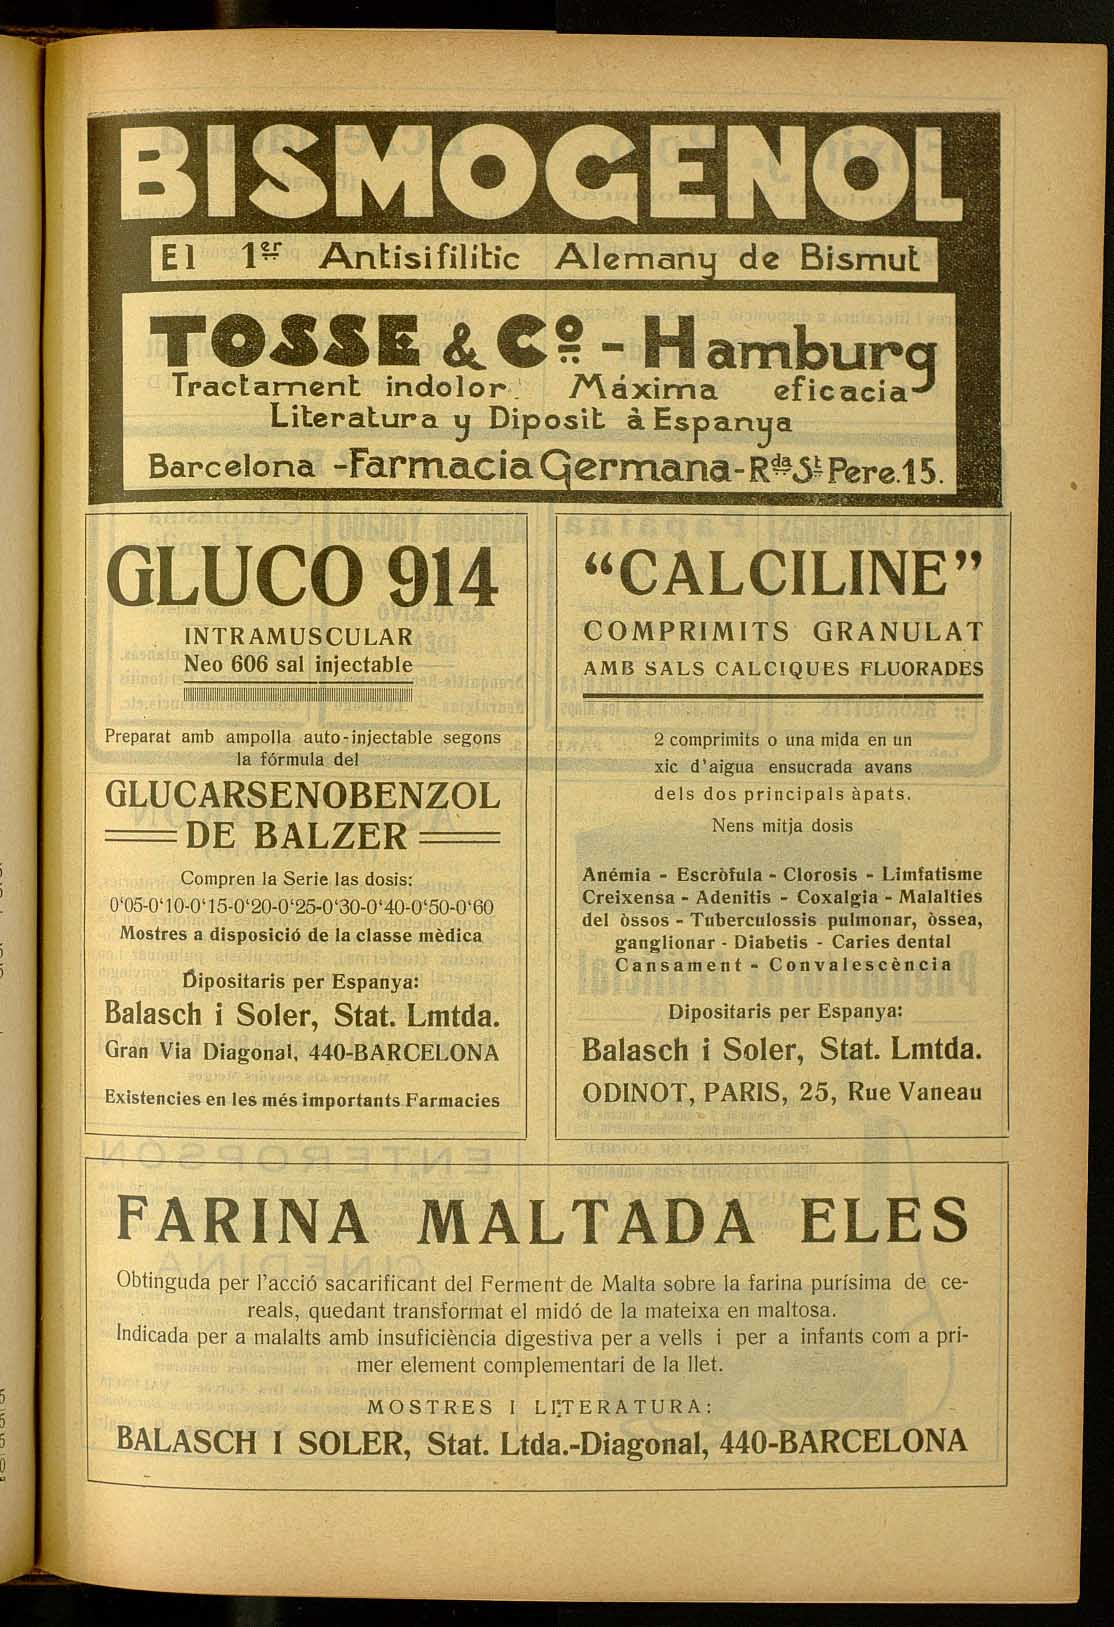 BISMOGENOL
El 1er Antisifilític Alemany de Bismut
TOSSE & Cº - Hamburg
Tractament indolor. Máxima eficacia
Literatura y Diposit à Espanya
Barcelona - Farmacia Germana - Rda St Pere. 15.
GLUCO 914
INTRAMUSCULAR
Neo 606 sal injectable
Preparat amb ampolla auto-injectable segons
la fórmula del
GLUCARSENOBENZOL
DE BALZER
Compren la Serie las dosis:
0‘05-0‘10-0‘15-0‘20-0‘25-0‘30-0‘40-0‘50-0‘60
Mostres a disposició de la classe mèdica
Dipositaris per Espanya:
Balasch i Soler, Stat. Lmtda.
Gran Via Diagonal, 440-BARCELONA
Existencies en les més importants Farmacies
“CALCILINE”
COMPRIMITS GRANULAT
AMB SALS CALCIQUES FLUORADES
2 comprimits o una mida en un
xic d’aigua ensucrada avans
dels dos principals àpats.
Nens mitja dosis
Anémia - Escròfula - Clorosis - Limfatisme
Creixensa - Adenitis - Coxalgia - Malalties
del òssos - Tuberculossis pulmonar, òssea,
ganglionar - Diabetis - Caries dental
Cansament - Convalescència
Dipositaris per Espanya:
Balasch i Soler, Stat. Lmtda.
ODINOT, PARIS, 25, Rue Vaneau
FARINA MALTADA ELES
Obtinguda per l’acció sacarificant del Ferment de Malta sobre la farina purísima de ce-
reals, quedant transformat el midó de la mateixa en maltosa.
Indicada per a malalts amb insuficiència digestiva per a vells i per a infants com a pri-
mer element complementari de la llet.
MOSTRES I LITERATURA:
BALASCH I SOLER, Stat. Ltda.-Diagonal, 440-BARCELONA